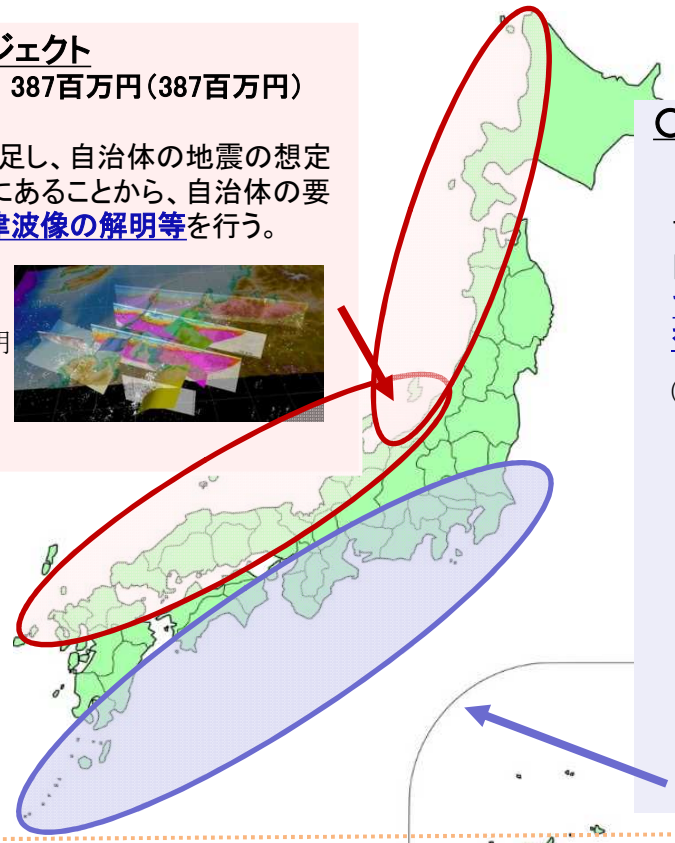 ジェクト
387百万円(387百万円)
足し、自治体の地震の想定
にあることから、自治体の要
津波像の解明等を行う。
明
○